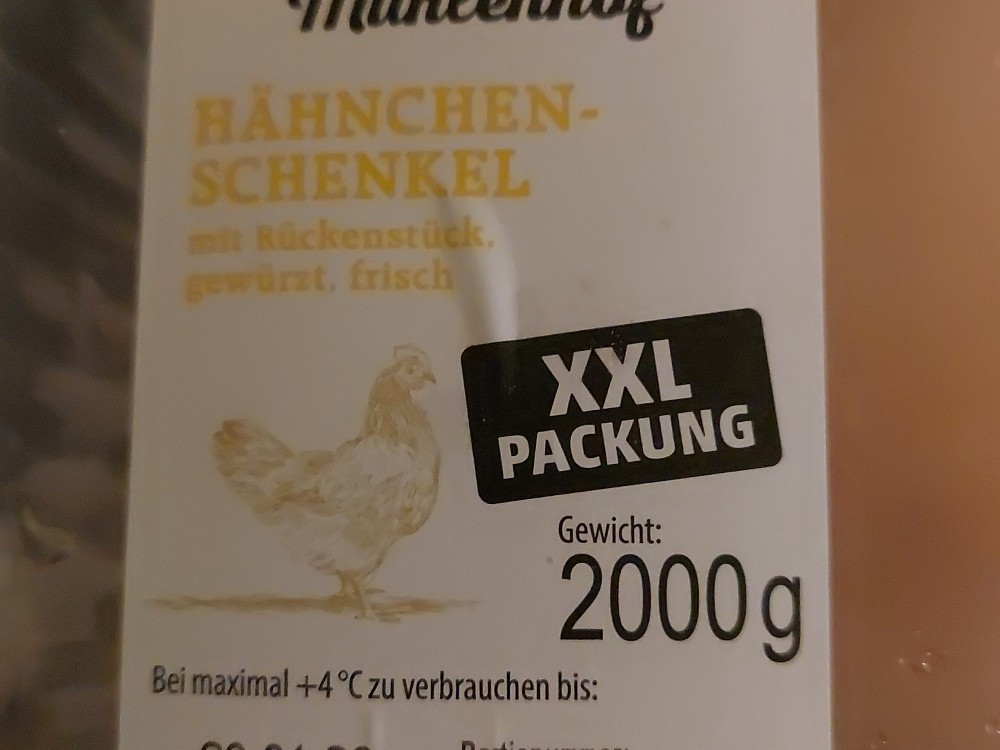 HÄHNCHEN-
SCHENKEL
mit Rückenstück,
gewürzt, frisch
XXL
PACKUNG
Gewicht:
2000 g
Bei maximal +4 °C zu verbrauchen bis: